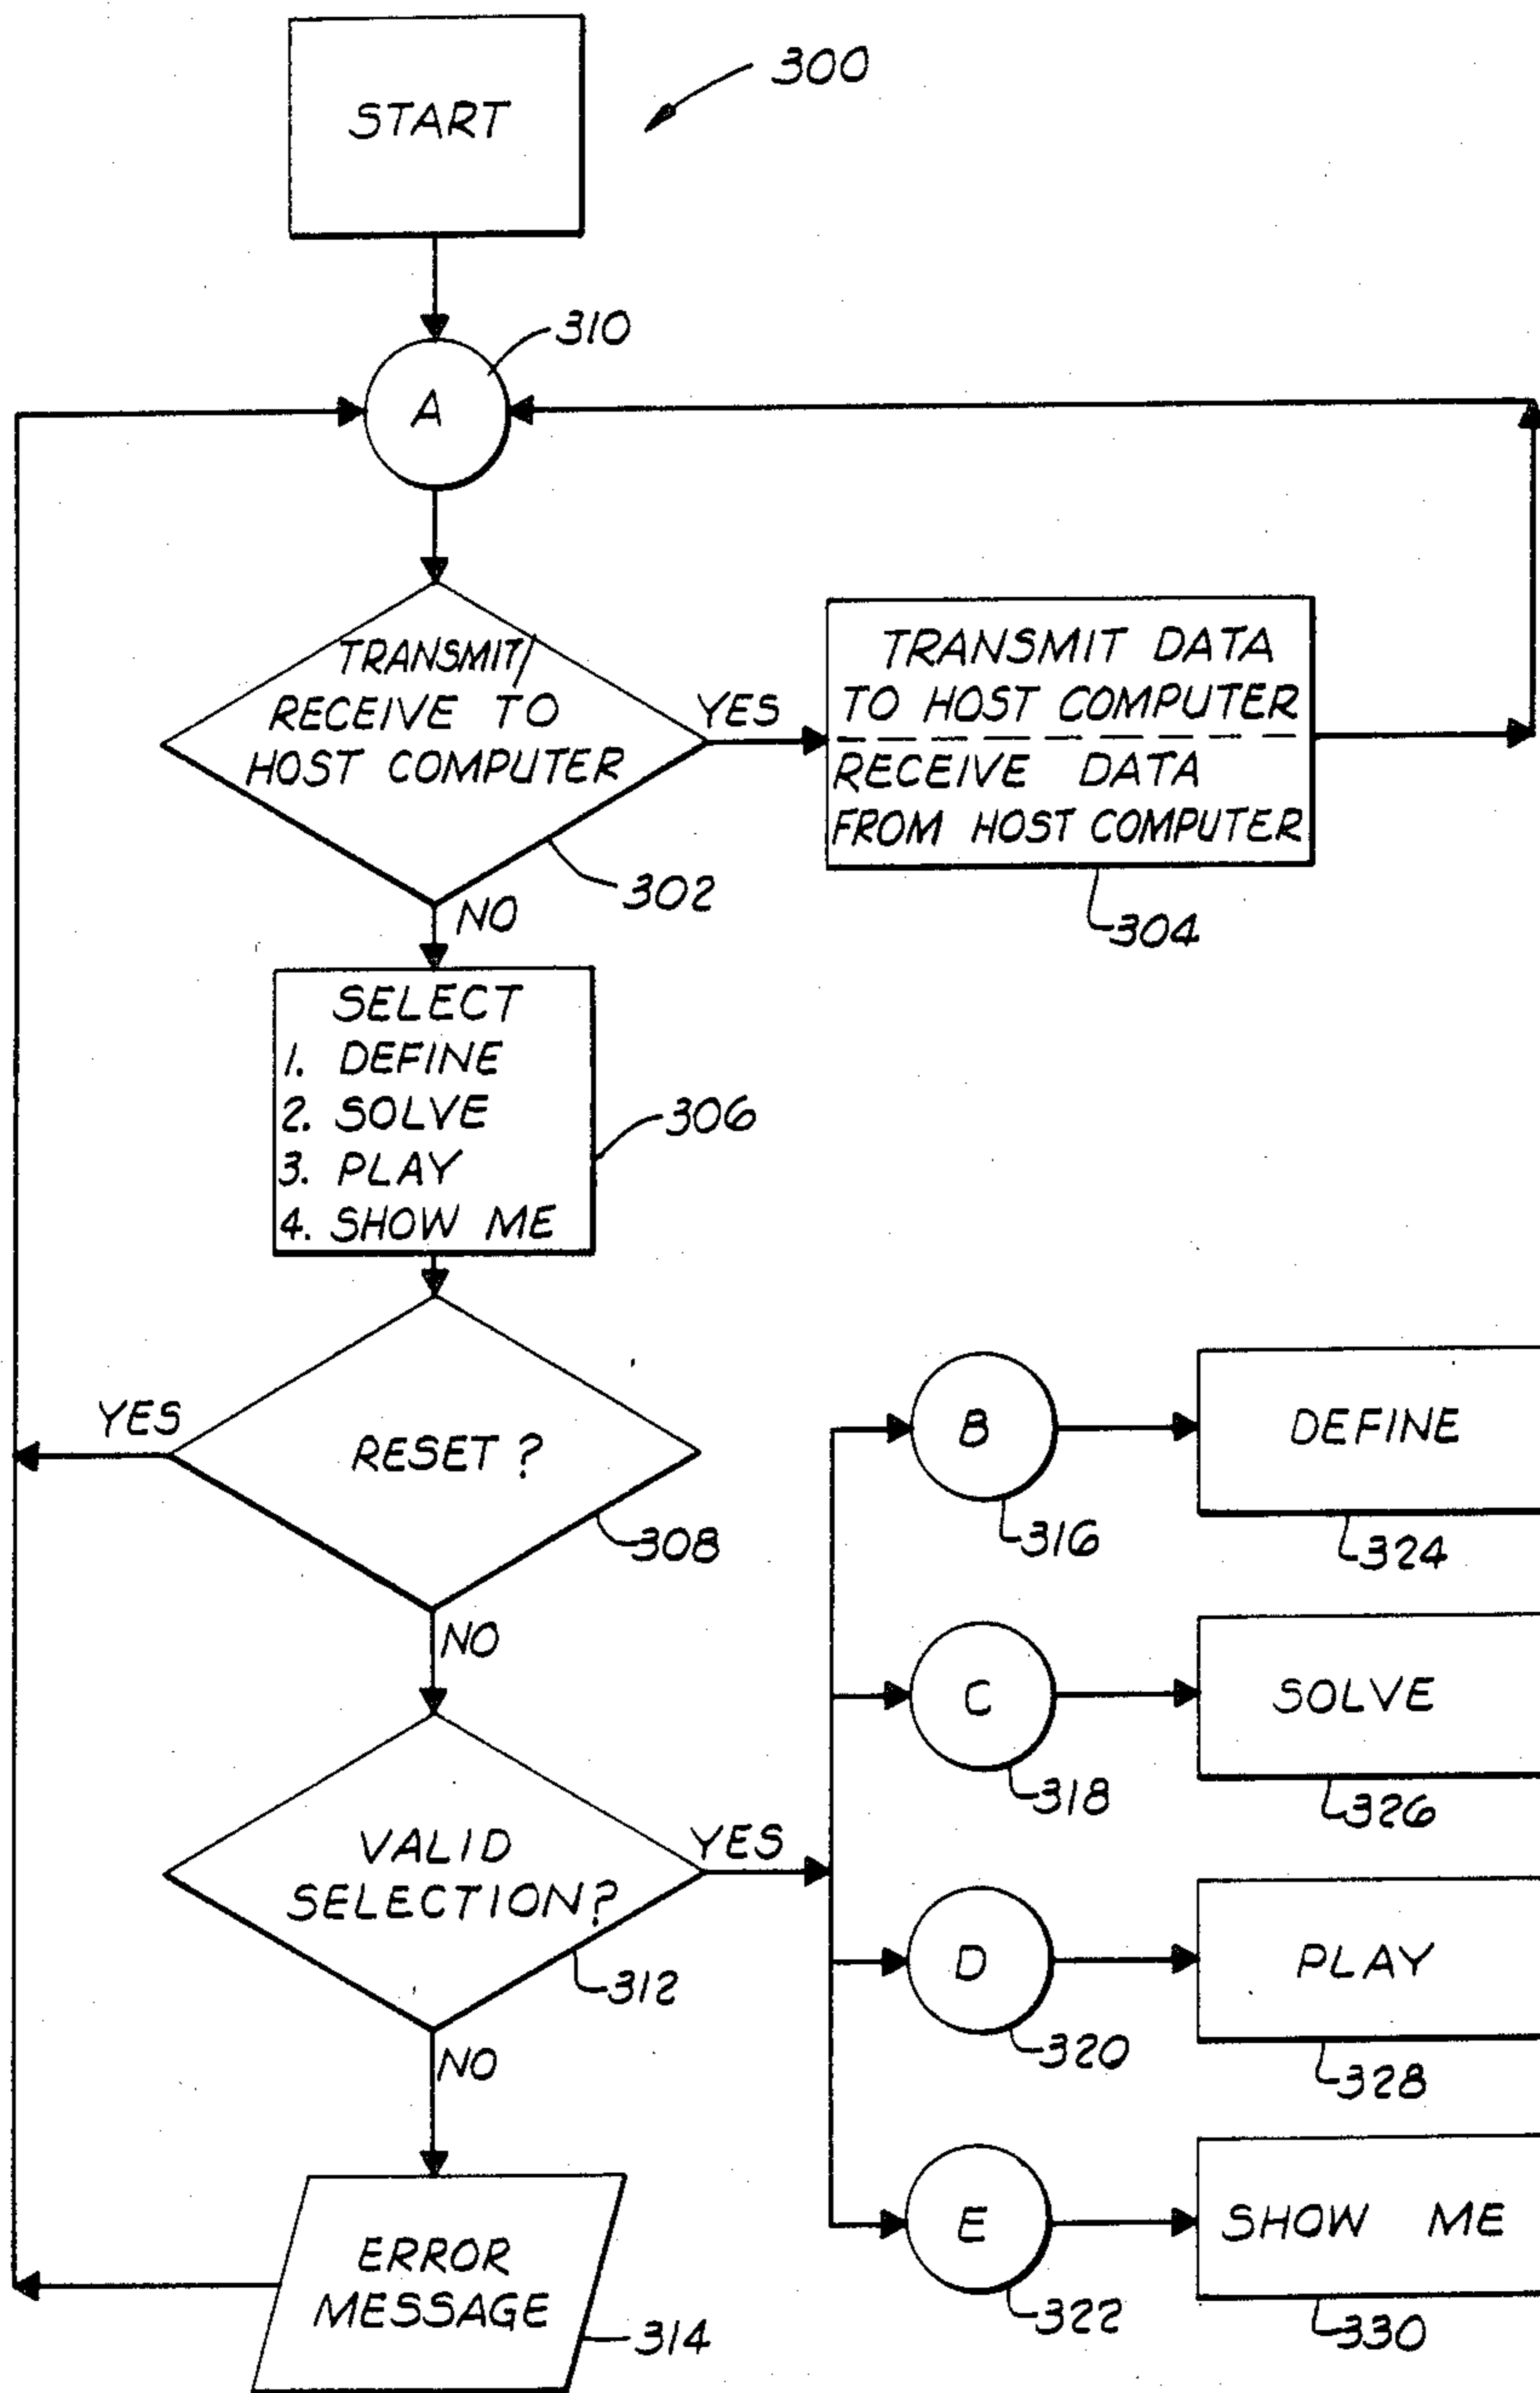 START
300
310
A
TRANSMIT/
RECEIVE TO
HOST COMPUTER
302
YES
NO
TRANSMIT DATA
TO HOST COMPUTER
RECEIVE DATA
FROM HOST COMPUTER
304
SELECT
1. DEFINE
2. SOLVE
3. PLAY
4. SHOW ME
306
RESET?
YES
308
NO
VALID
SELECTION?
YES
312
NO
ERROR
MESSAGE
314
B
316
DEFINE
324
C
318
SOLVE
326
D
320
PLAY
328
E
322
SHOW ME
330